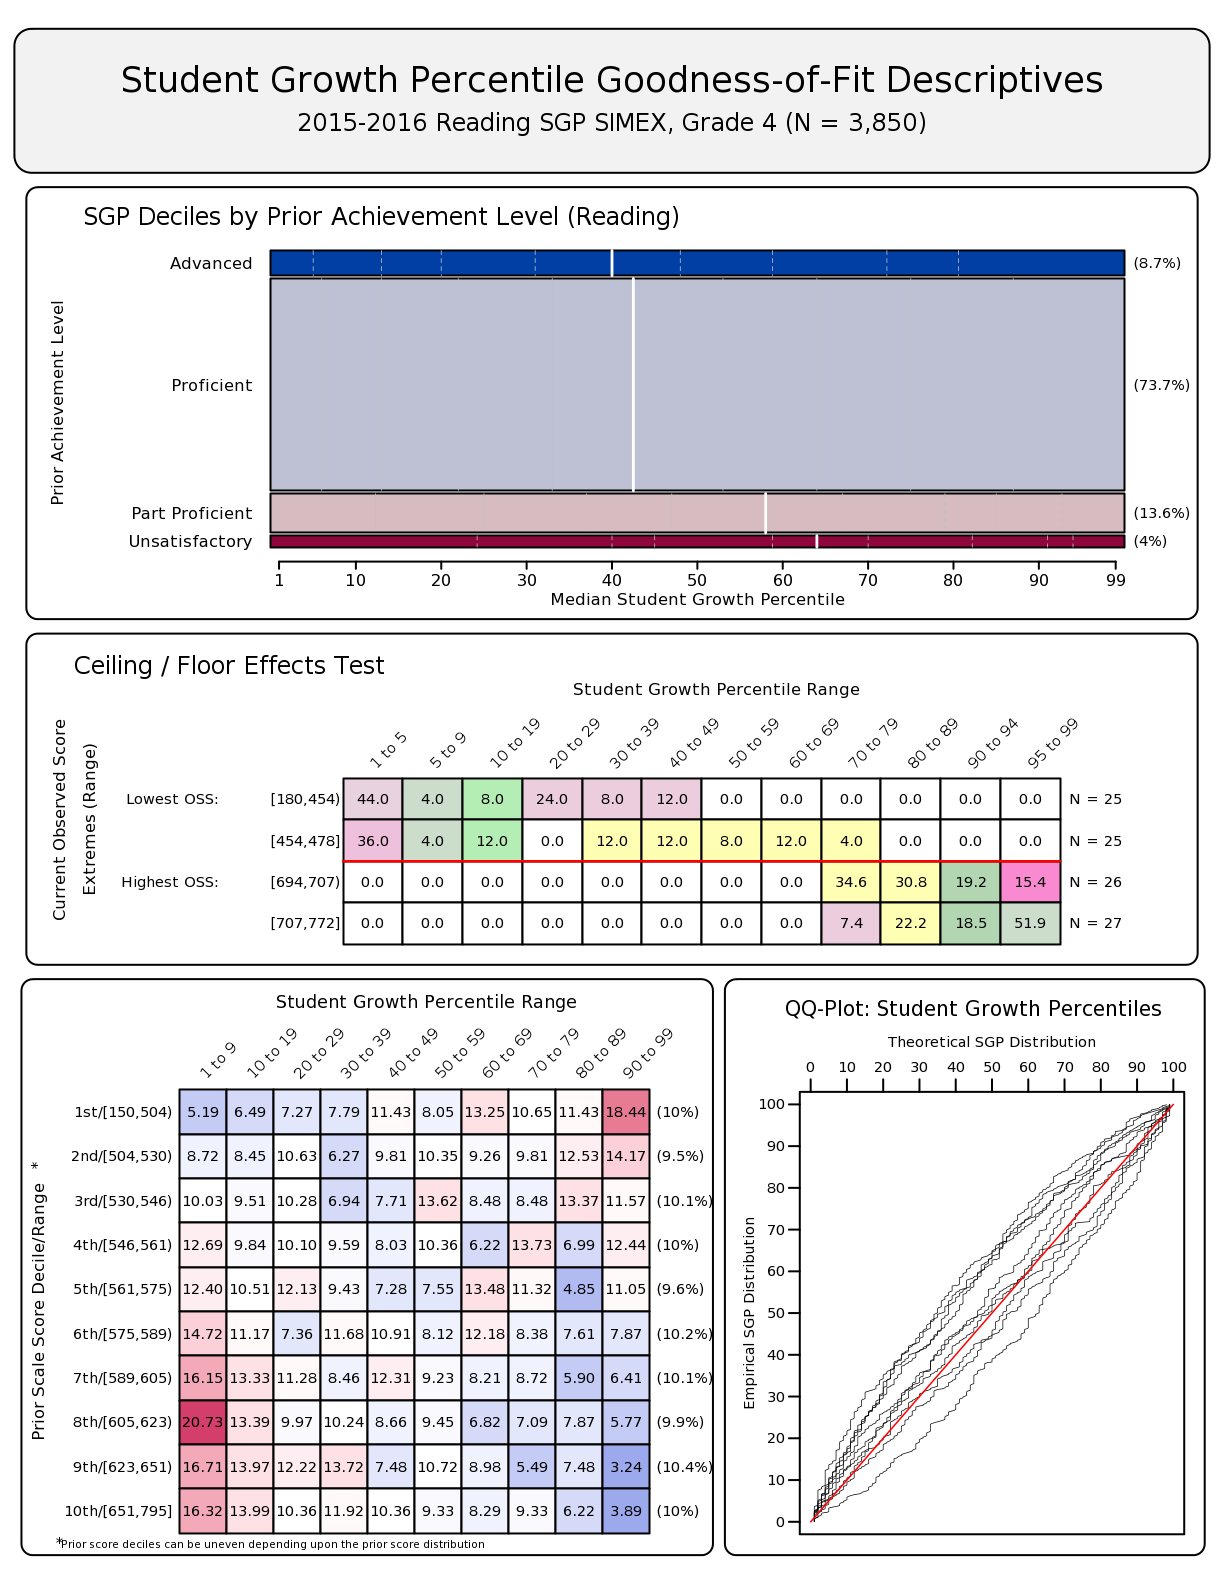 Student Growth Percentile Goodness-of-Fit Descriptives
2015-2016 Reading SGP SIMEX, Grade 4 (N = 3,850)
SGP Deciles by Prior Achievement Level (Reading)
Prior Achievement Level
Advanced (8.7%)
Proficient (73.7%)
Part Proficient (13.6%)
Unsatisfactory (4%)
1 10 20 30 40 50 60 70 80 90 99
Median Student Growth Percentile
Ceiling / Floor Effects Test
Student Growth Percentile Range
Current Observed Score
Extremes (Range)
1 to 5 5 to 9 10 to 19 20 to 29 30 to 39 40 to 49 50 to 59 60 to 69 70 to 79 80 to 89 90 to 94 95 to 99
Lowest OSS: [180,454) 44.0 4.0 8.0 24.0 8.0 12.0 0.0 0.0 0.0 0.0 0.0 0.0 N = 25
[454,478] 36.0 4.0 12.0 0.0 12.0 12.0 8.0 12.0 4.0 0.0 0.0 0.0 N = 25
Highest OSS: [694,707) 0.0 0.0 0.0 0.0 0.0 0.0 0.0 0.0 34.6 30.8 19.2 15.4 N = 26
[707,772] 0.0 0.0 0.0 0.0 0.0 0.0 0.0 0.0 7.4 22.2 18.5 51.9 N = 27
Student Growth Percentile Range
Prior Scale Score Decile/Range *
1 to 9 10 to 19 20 to 29 30 to 39 40 to 49 50 to 59 60 to 69 70 to 79 80 to 89 90 to 99
1st/[150,504) 5.19 6.49 7.27 7.79 11.43 8.05 13.25 10.65 11.43 18.44 (10%)
2nd/[504,530) 8.72 8.45 10.63 6.27 9.81 10.35 9.26 9.81 12.53 14.17 (9.5%)
3rd/[530,546) 10.03 9.51 10.28 6.94 7.71 13.62 8.48 8.48 13.37 11.57 (10.1%)
4th/[546,561) 12.69 9.84 10.10 9.59 8.03 10.36 6.22 13.73 6.99 12.44 (10%)
5th/[561,575) 12.40 10.51 12.13 9.43 7.28 7.55 13.48 11.32 4.85 11.05 (9.6%)
6th/[575,589) 14.72 11.17 7.36 11.68 10.91 8.12 12.18 8.38 7.61 7.87 (10.2%)
7th/[589,605) 16.15 13.33 11.28 8.46 12.31 9.23 8.21 8.72 5.90 6.41 (10.1%)
8th/[605,623) 20.73 13.39 9.97 10.24 8.66 9.45 6.82 7.09 7.87 5.77 (9.9%)
9th/[623,651) 16.71 13.97 12.22 13.72 7.48 10.72 8.98 5.49 7.48 3.24 (10.4%)
10th/[651,795] 16.32 13.99 10.36 11.92 10.36 9.33 8.29 9.33 6.22 3.89 (10%)
*Prior score deciles can be uneven depending upon the prior score distribution
QQ-Plot: Student Growth Percentiles
Theoretical SGP Distribution
0 10 20 30 40 50 60 70 80 90 100
Empirical SGP Distribution
100
90
80
70
60
50
40
30
20
10
0